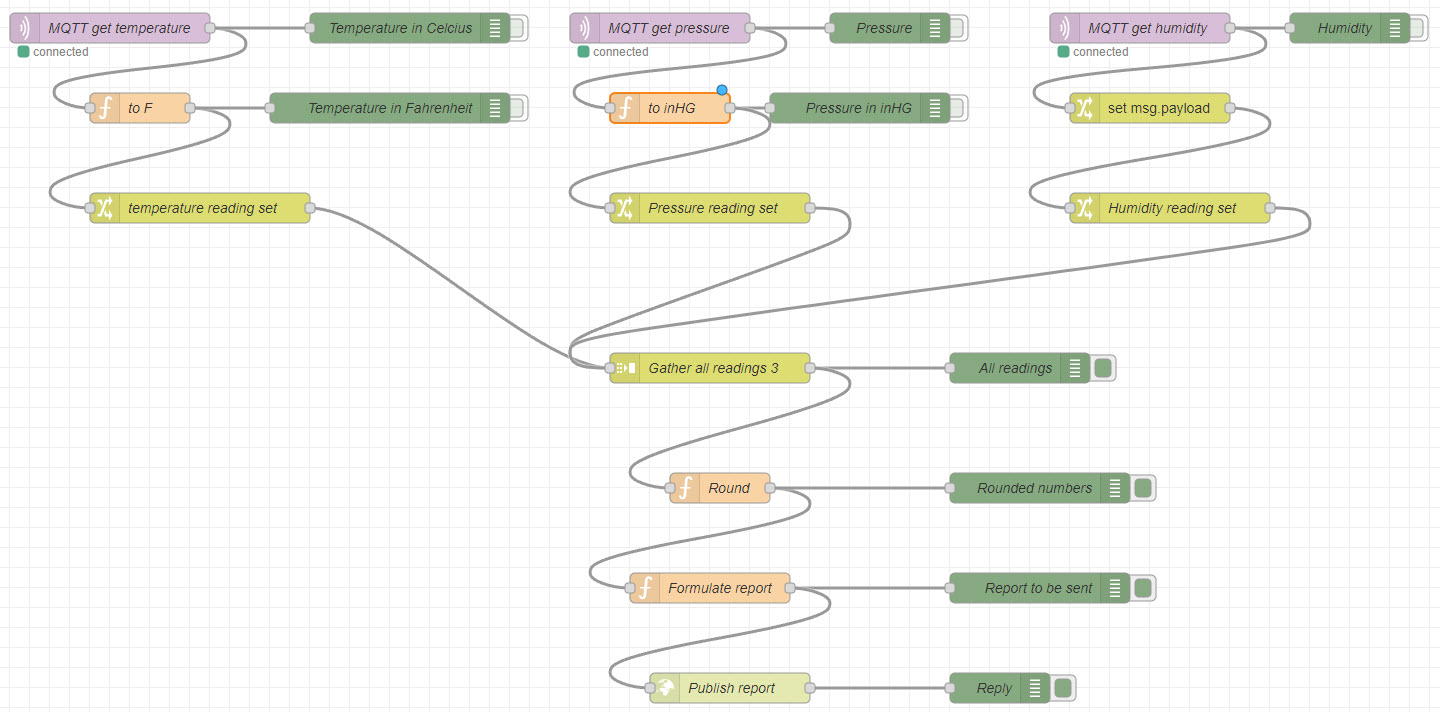 MQTT get temperature
Temperature in Celcius
MQTT get pressure
Pressure
MQTT get humidity
Humidity
connected
connected
connected
to F
Temperature in Fahrenheit
to inHG
Pressure in inHG
set msg.payload
temperature reading set
Pressure reading set
Humidity reading set
Gather all readings 3
All readings
Round
Rounded numbers
Formulate report
Report to be sent
Publish report
Reply